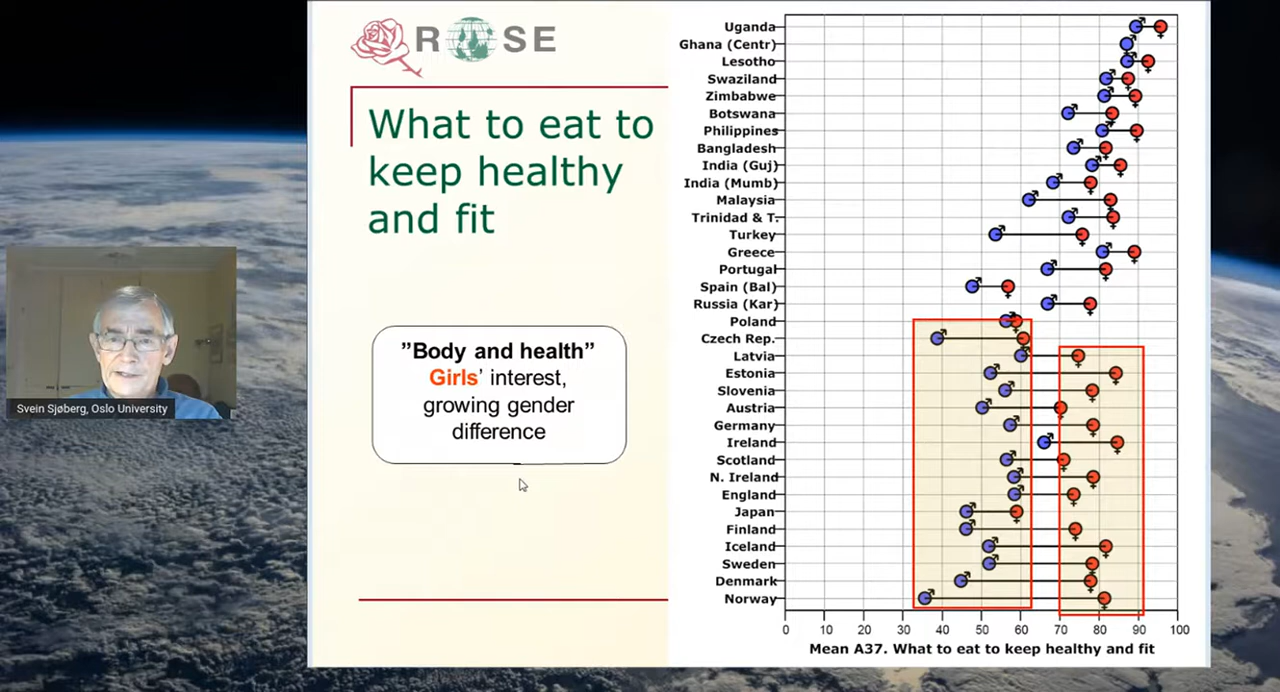 R SE
What to eat to
keep healthy
and fit
”Body and health”
Girls’ interest,
growing gender
difference
Svein Sjøberg, Oslo University
Uganda
Ghana (Centr)
Lesotho
Swaziland
Zimbabwe
Botswana
Philippines
Bangladesh
India (Guj)
India (Mumb)
Malaysia
Trinidad & T.
Turkey
Greece
Portugal
Spain (Bal)
Russia (Kar)
Poland
Czech Rep.
Latvia
Estonia
Slovenia
Austria
Germany
Ireland
Scotland
N. Ireland
England
Japan
Finland
Iceland
Sweden
Denmark
Norway
0 10 20 30 40 50 60 70 80 90 100
Mean A37. What to eat to keep healthy and fit